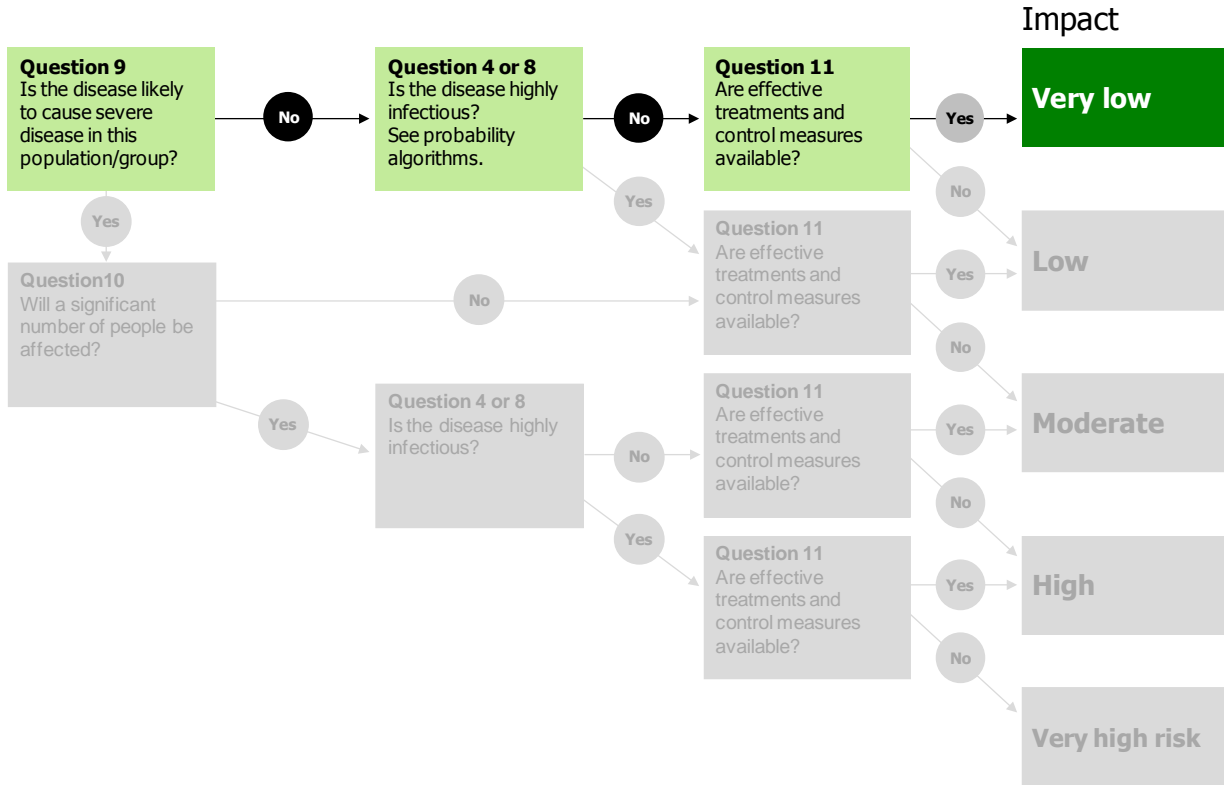 Impact
Question 9
Is the disease likely
to cause severe
disease in this
population/group?
No
Question 4 or 8
Is the disease highly
infectious?
See probability
algorithms.
No
Question 11
Are effective
treatments and
control measures
available?
Yes
Very low
Yes
Yes
No
Question10
Will a significant
number of people be
affected?
No
Question 11
Are effective
treatments and
control measures
available?
Yes
Low
No
Yes
Question 4 or 8
Is the disease highly
infectious?
No
Question 11
Are effective
treatments and
control measures
available?
Yes
Moderate
No
Yes
Question 11
Are effective
treatments and
control measures
available?
Yes
High
No
Very high risk